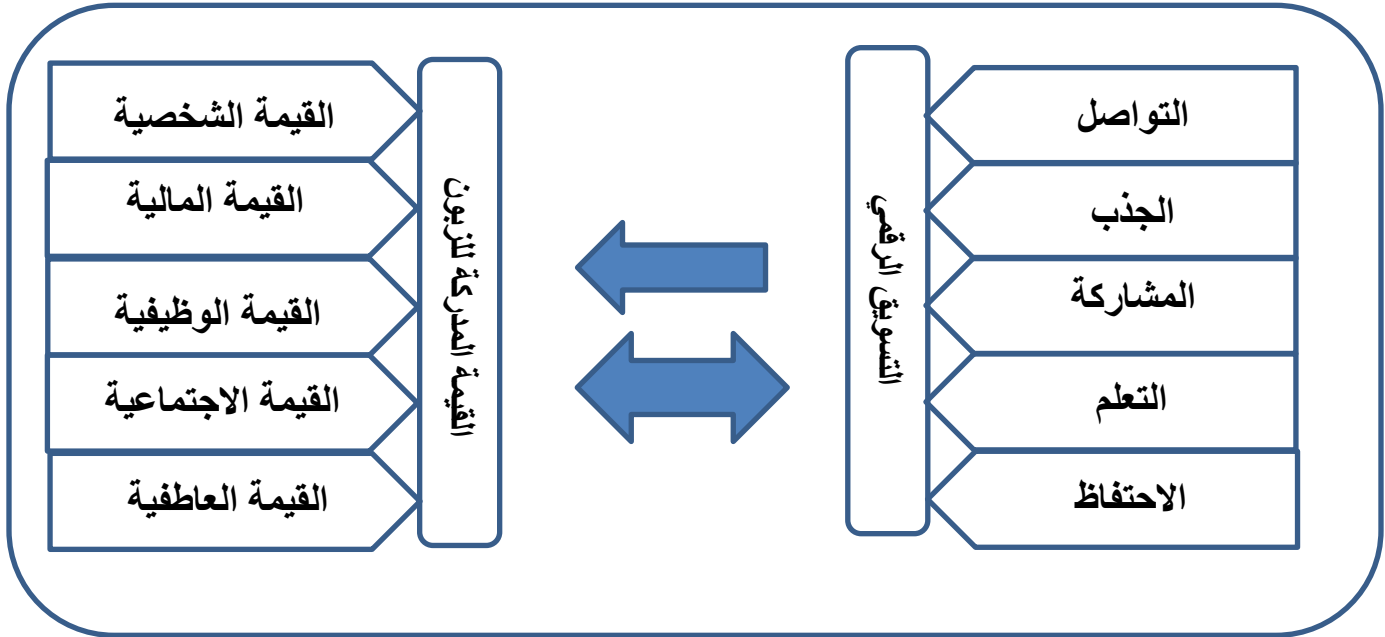 التواصل
الجذب
المشاركة
التعلم
الاحتفاظ
التسويق الرقمي
القيمة المدركة للزبون
القيمة الشخصية
القيمة المالية
القيمة الوظيفية
القيمة الاجتماعية
القيمة العاطفية